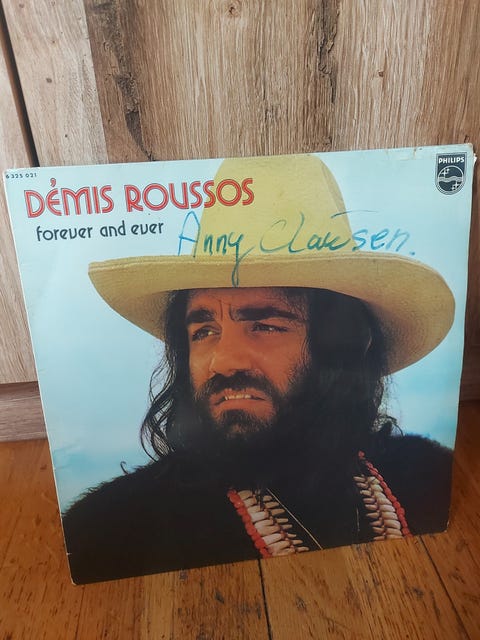 6325 021
PHILIPS
DÉMIS ROUSSOS
forever and ever
Anny Clausen.